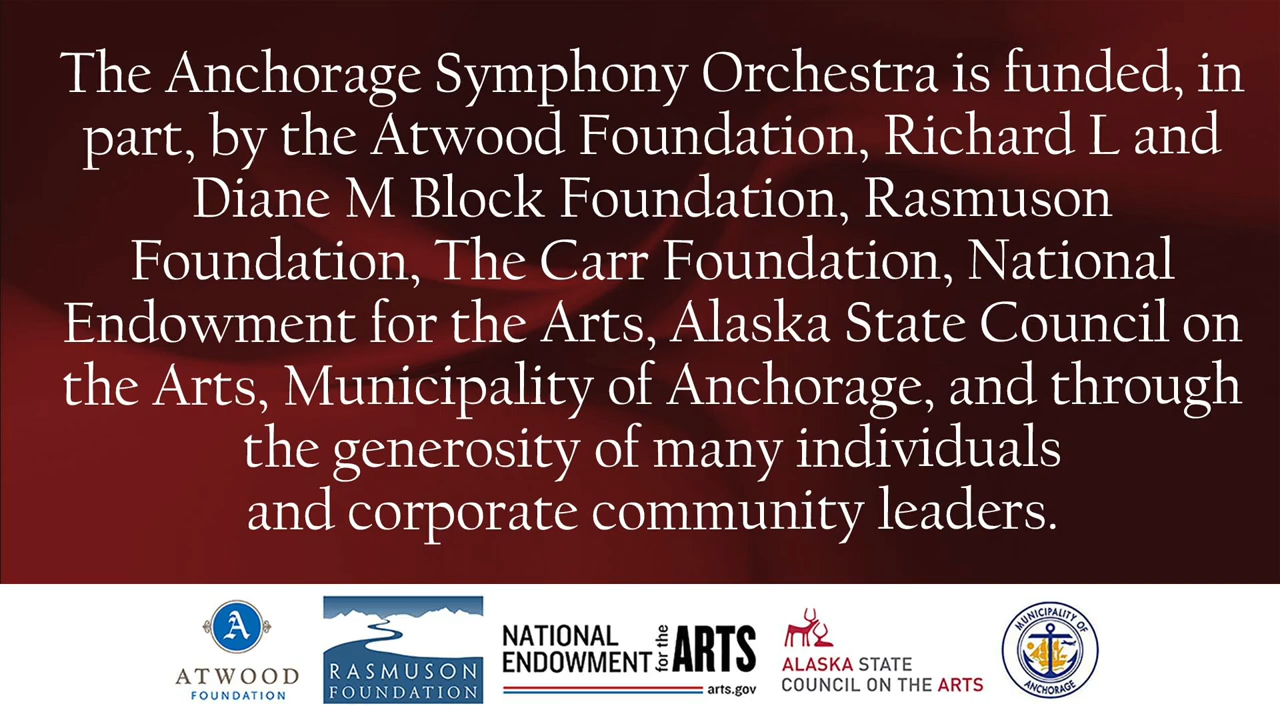 The Anchorage Symphony Orchestra is funded, in
part, by the Atwood Foundation, Richard L and
Diane M Block Foundation, Rasmuson
Foundation, The Carr Foundation, National
Endowment for the Arts, Alaska State Council on
the Arts, Municipality of Anchorage, and through
the generosity of many individuals
and corporate community leaders.
A
ATWOOD
FOUNDATION
RASMUSON
FOUNDATION
NATIONAL
ENDOWMENT for the ARTS
arts.gov
ALASKA STATE
COUNCIL ON THE ARTS
MUNICIPALITY OF
ANCHORAGE